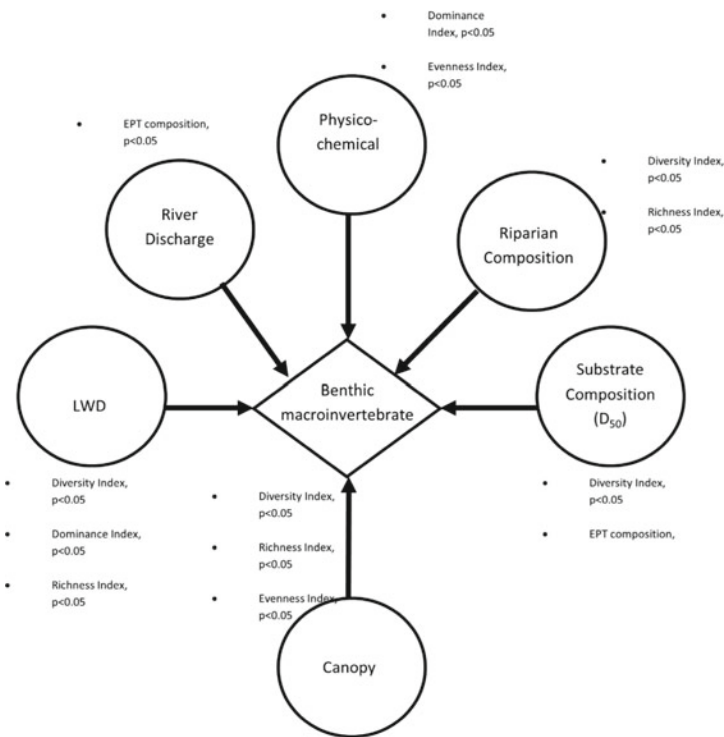 • Dominance
Index, p<0.05
• Evenness Index,
p<0.05
Physico-
chemical
• EPT composition,
p<0.05
River
Discharge
• Diversity Index,
p<0.05
• Richness Index,
p<0.05
Riparian
Composition
LWD
Benthic
macroinvertebrate
Substrate
Composition
(D₅₀)
• Diversity Index,
p<0.05
• Dominance Index,
p<0.05
• Richness Index,
p<0.05
• Diversity Index,
p<0.05
• Richness Index,
p<0.05
• Evenness Index,
p<0.05
• Diversity Index,
p<0.05
• EPT composition,
Canopy